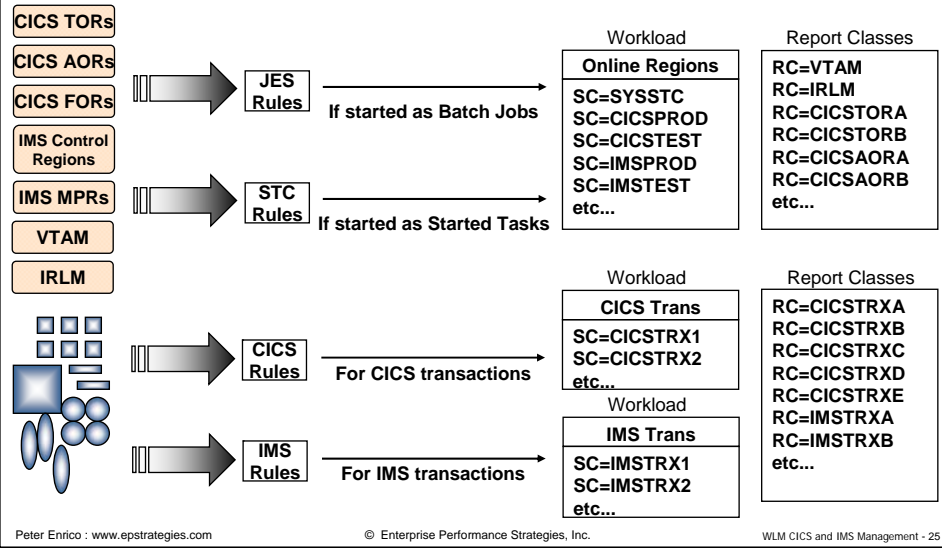 CICS TORs
CICS AORs
CICS FORs
IMS Control
Regions
IMS MPRs
VTAM
IRLM
JES
Rules
If started as Batch Jobs
STC
Rules
If started as Started Tasks
Workload
Online Regions
SC=SYSSTC
SC=CICSPROD
SC=CICSTEST
SC=IMSPROD
SC=IMSTEST
etc...
Report Classes
RC=VTAM
RC=IRLM
RC=CICSTORA
RC=CICSTORB
RC=CICSAORA
RC=CICSAORB
etc...
CICS
Rules
For CICS transactions
Workload
CICS Trans
SC=CICSTRX1
SC=CICSTRX2
etc...
IMS
Rules
For IMS transactions
Workload
IMS Trans
SC=IMSTRX1
SC=IMSTRX2
etc...
Report Classes
RC=CICSTRXA
RC=CICSTRXB
RC=CICSTRXC
RC=CICSTRXD
RC=CICSTRXE
RC=IMSTRXA
RC=IMSTRXB
etc...
Peter Enrico : www.epstrategies.com
© Enterprise Performance Strategies, Inc.
WLM CICS and IMS Management - 25